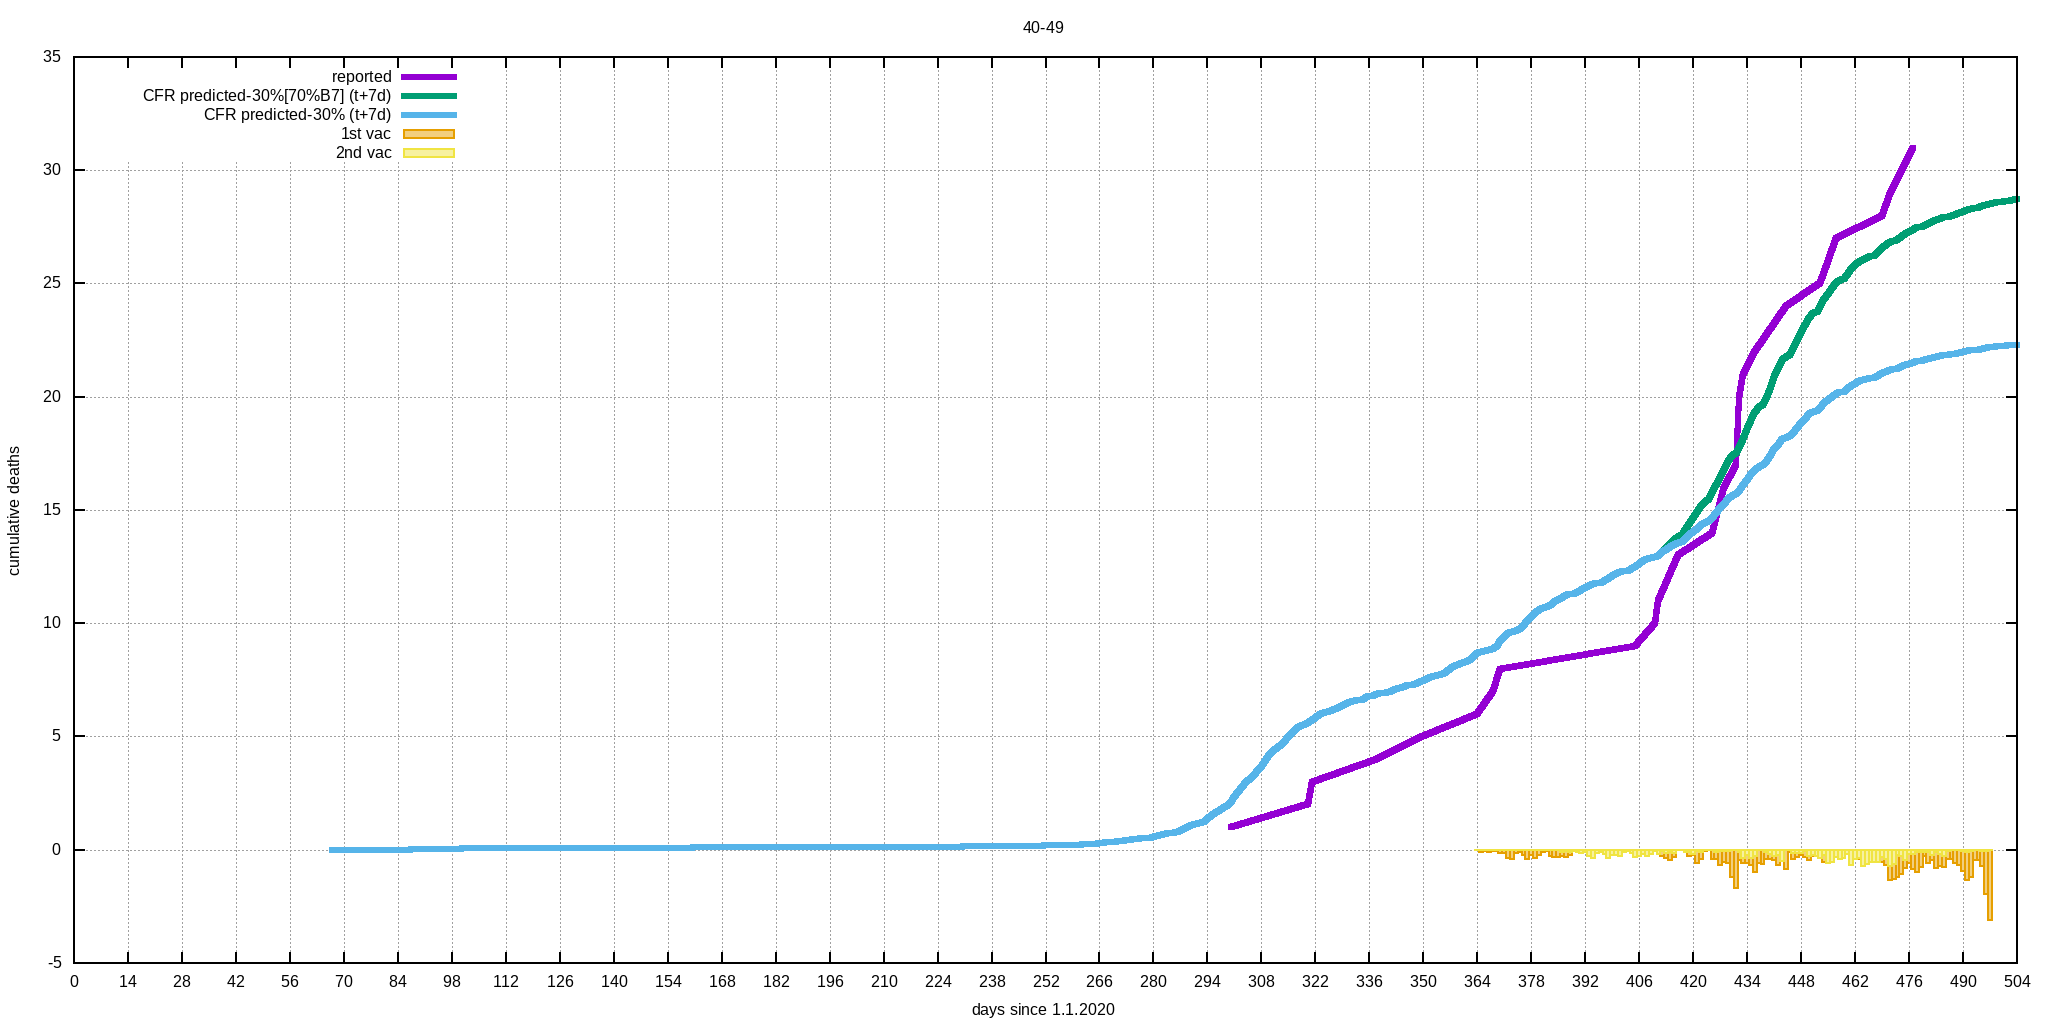 40-49
reported
CFR predicted-30%[70%B7] (t+7d)
CFR predicted-30% (t+7d)
1st vac
2nd vac
35
30
25
20
15
10
5
0
-5
cumulative deaths
0 14 28 42 56 70 84 98 112 126 140 154 168 182 196 210 224 238 252 266 280 294 308 322 336 350 364 378 392 406 420 434 448 462 476 490 504
days since 1.1.2020